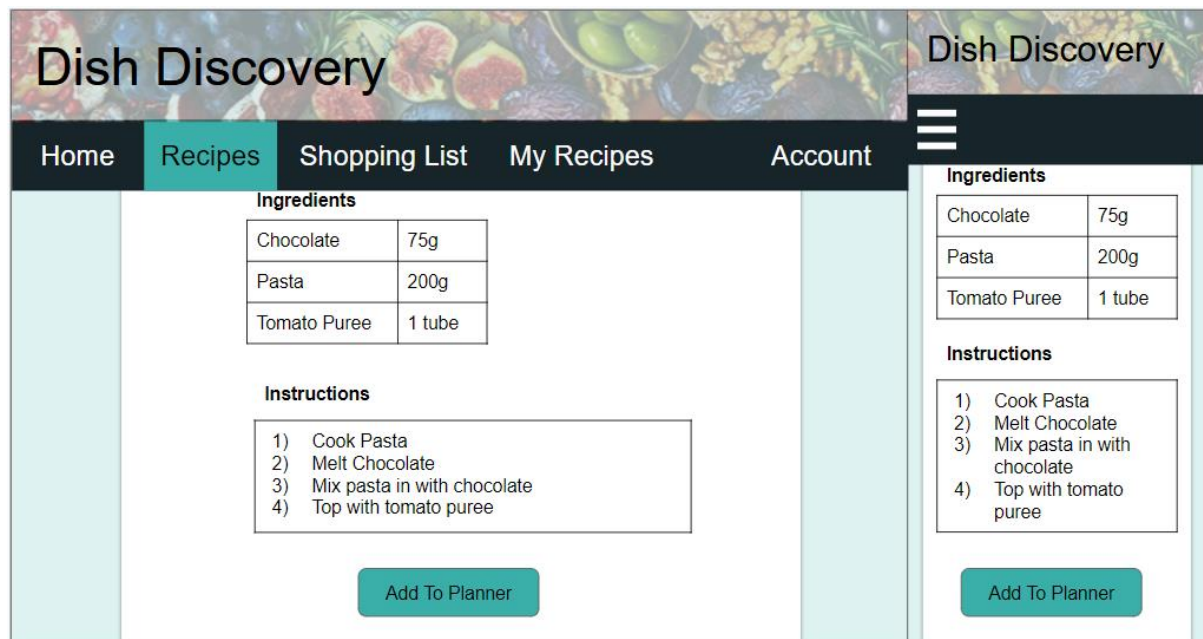 Dish Discovery
Home Recipes Shopping List My Recipes Account
Ingredients
Chocolate 75g
Pasta 200g
Tomato Puree 1 tube
Instructions
1) Cook Pasta
2) Melt Chocolate
3) Mix pasta in with chocolate
4) Top with tomato puree
Add To Planner
Dish Discovery
Ingredients
Chocolate 75g
Pasta 200g
Tomato Puree 1 tube
Instructions
1) Cook Pasta
2) Melt Chocolate
3) Mix pasta in with
chocolate
4) Top with tomato
puree
Add To Planner